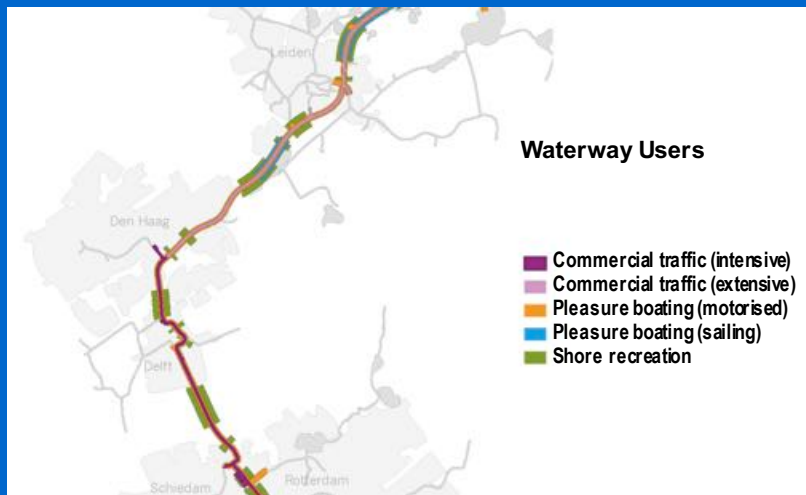 Leiden
Waterway Users
Den Haag
Commercial traffic (intensive)
Commercial traffic (extensive)
Pleasure boating (motorised)
Pleasure boating (sailing)
Shore recreation
Delft
Schiedam
Rotterdam